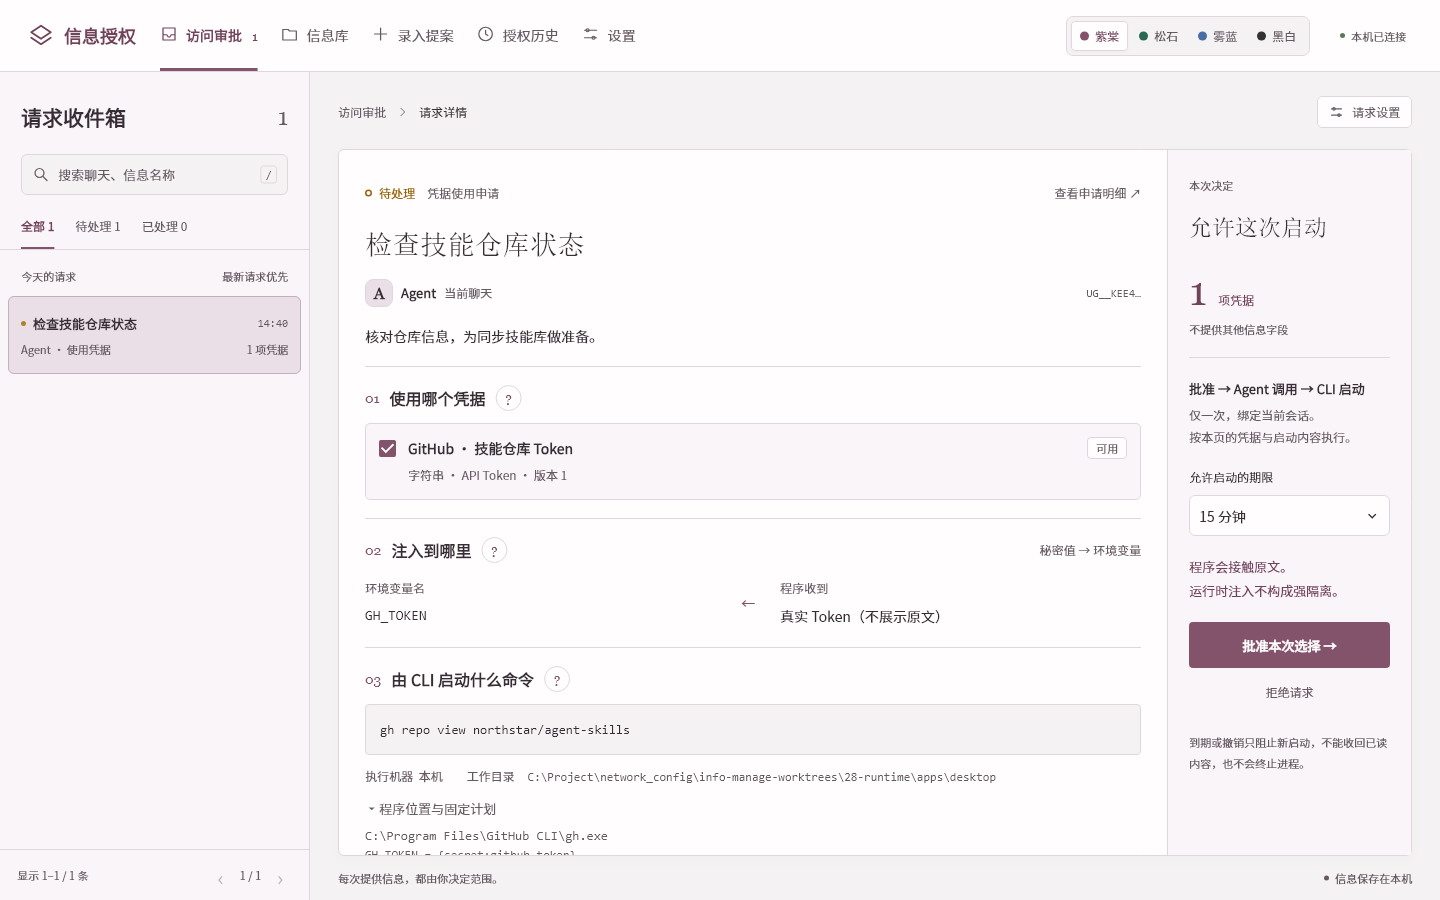 信息授权
访问审批 1
信息库
录入提案
授权历史
设置
紫棠
松石
雾蓝
黑白
本机已连接
请求收件箱 1
搜索聊天、信息名称 /
全部 1 待处理 1 已处理 0
今天的请求 最新请求优先
检查技能仓库状态 14:40
Agent · 使用凭据 1 项凭据
显示 1–1 / 1 条 ‹ 1 / 1 ›
访问审批 > 请求详情
请求设置
待处理 凭据使用申请 查看申请明细 ↗
检查技能仓库状态
A Agent 当前聊天 UG__KEE4…
核对仓库信息，为同步技能库做准备。
01 使用哪个凭据 ?
GitHub · 技能仓库 Token 可用
字符串 · API Token · 版本 1
02 注入到哪里 ? 秘密值 → 环境变量
环境变量名 程序收到
GH_TOKEN ← 真实 Token（不展示原文）
03 由 CLI 启动什么命令 ?
gh repo view northstar/agent-skills
执行机器 本机 工作目录 C:\Project\network_config\info-manage-worktrees\28-runtime\apps\desktop
程序位置与固定计划
C:\Program Files\GitHub CLI\gh.exe
GH_TOKEN = {secret:github-token}
本次决定
允许这次启动
1 项凭据
不提供其他信息字段
批准 → Agent 调用 → CLI 启动
仅一次，绑定当前会话。
按本页的凭据与启动内容执行。
允许启动的期限
15 分钟
程序会接触原文。
运行时注入不构成强隔离。
批准本次选择 →
拒绝请求
到期或撤销只阻止新启动，不能收回已读
内容，也不会终止进程。
每次提供信息，都由你决定范围。
信息保存在本机